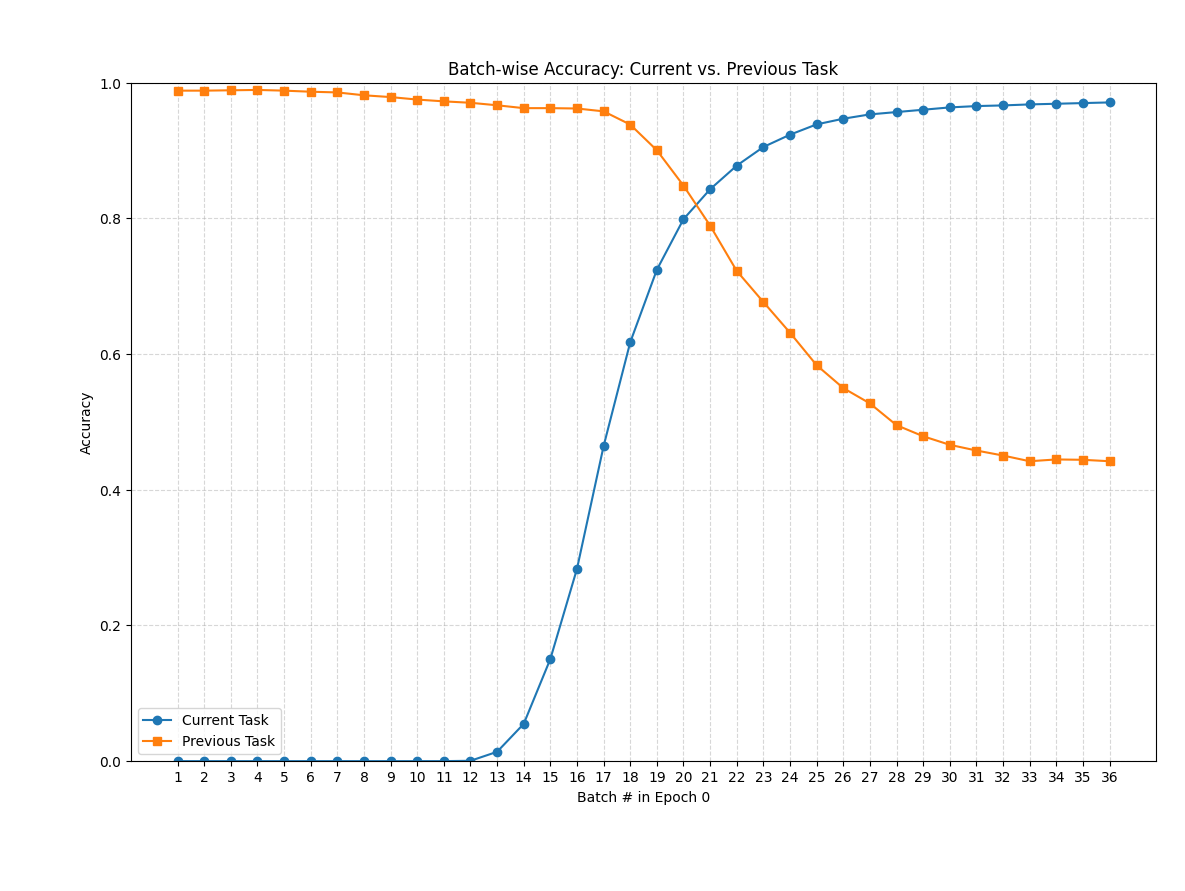 Batch-wise Accuracy: Current vs. Previous Task
1.0
0.8
0.6
0.4
0.2
0.0
Accuracy
Current Task
Previous Task
1 2 3 4 5 6 7 8 9 10 11 12 13 14 15 16 17 18 19 20 21 22 23 24 25 26 27 28 29 30 31 32 33 34 35 36
Batch # in Epoch 0